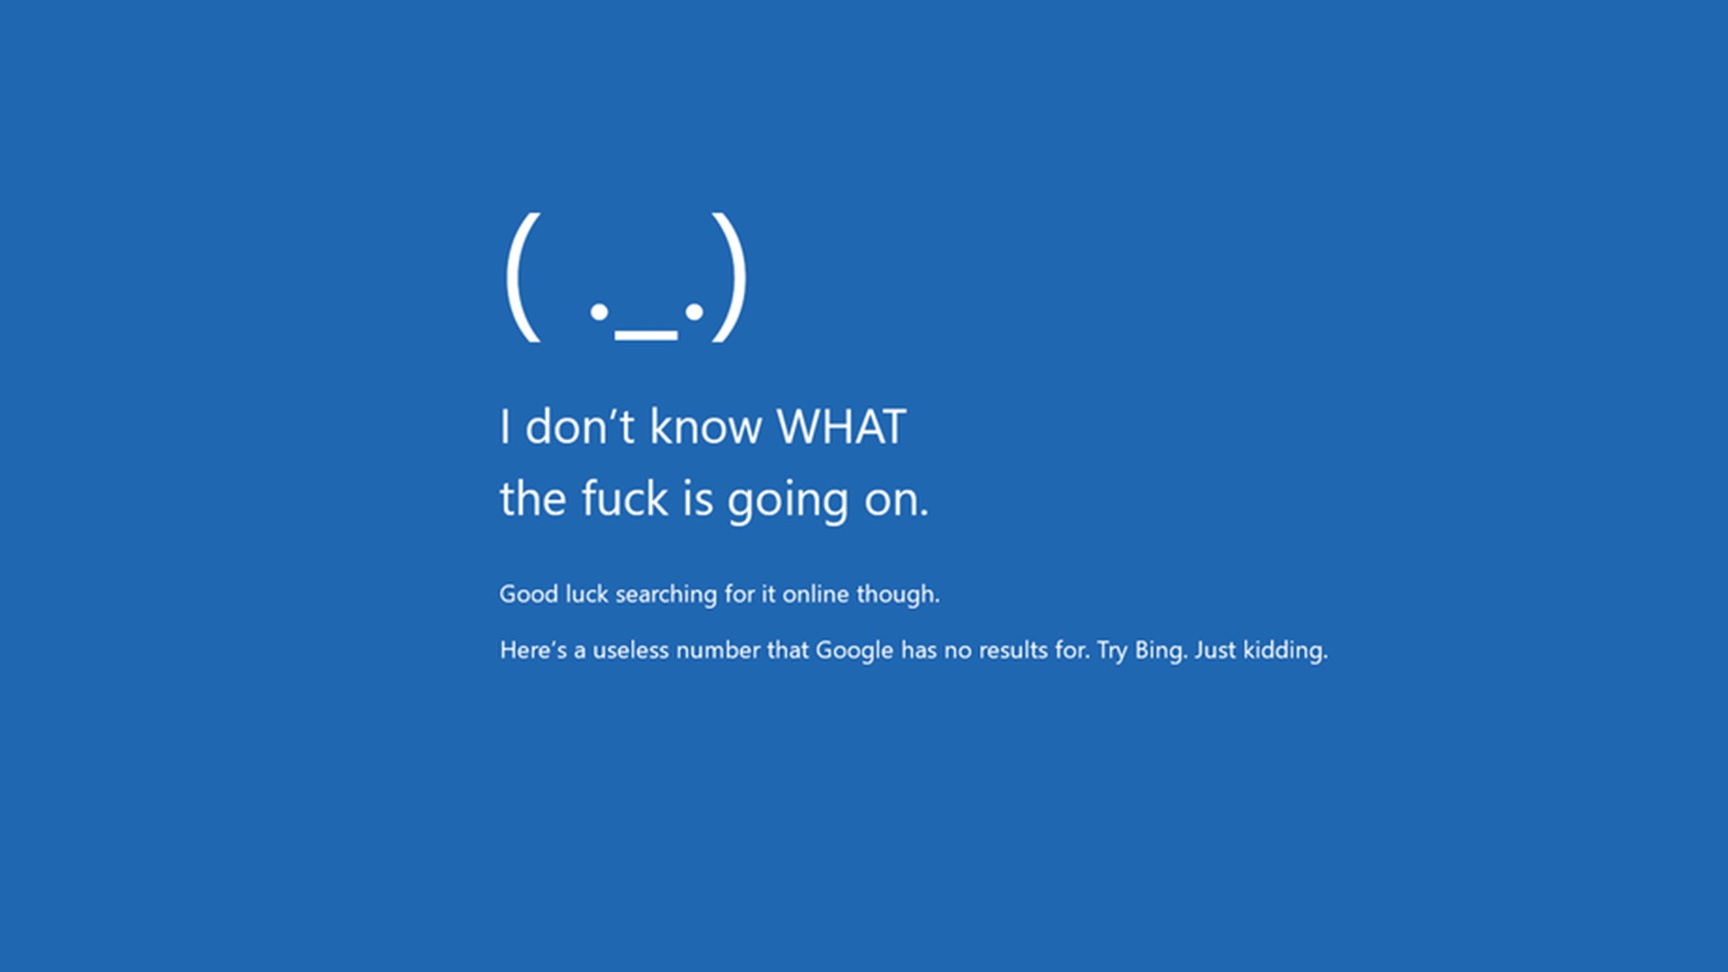 ( ._.)
I don‘t know WHAT
the fuck is going on.
Good luck searching for it online though.
Here‘s a useless number that Google has no results for. Try Bing. Just kidding.